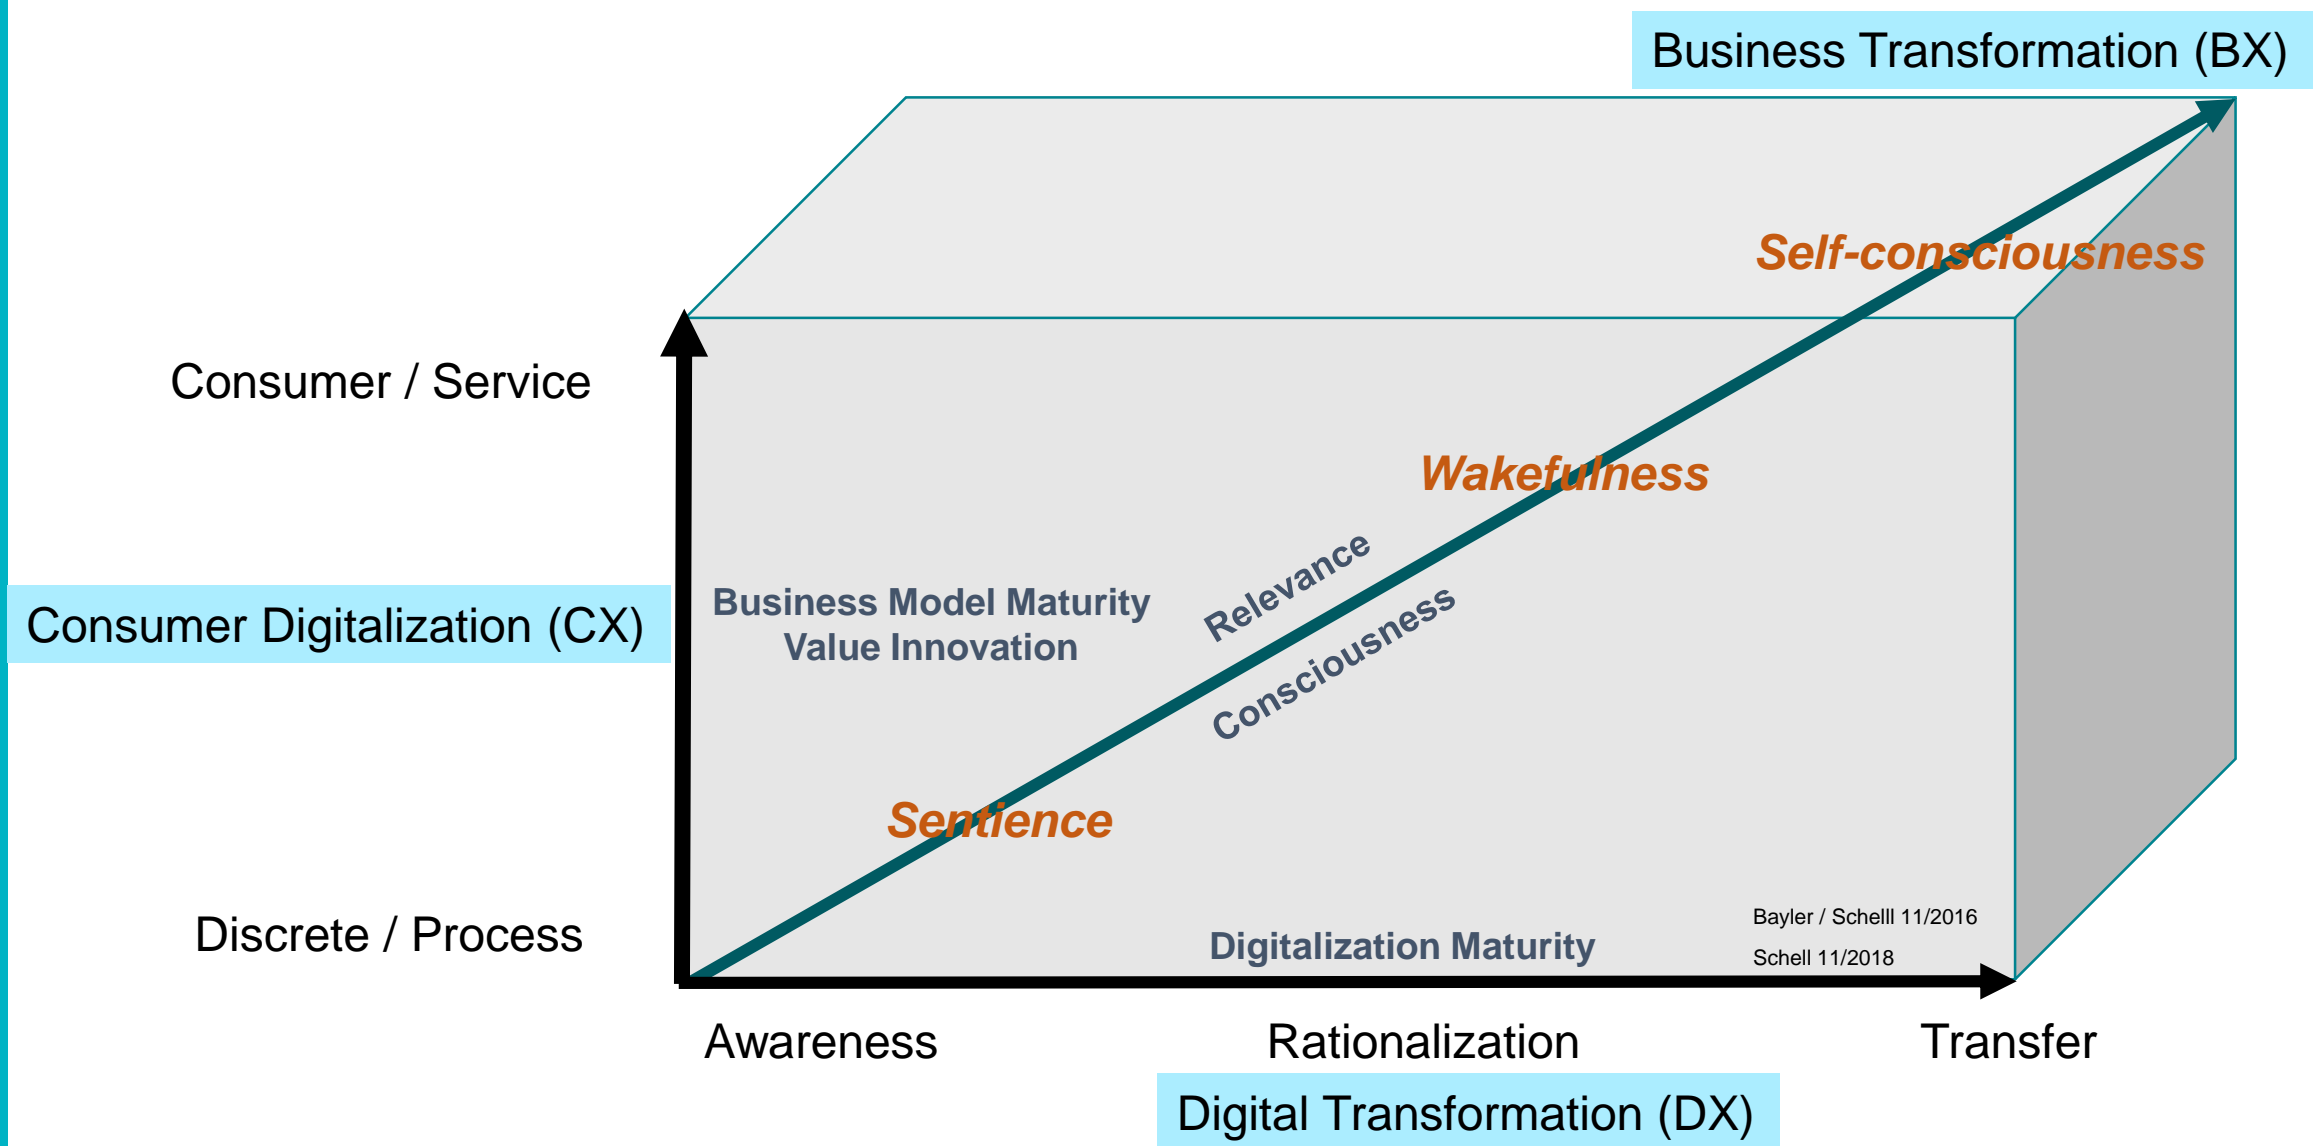 Business Transformation (BX)
Self-consciousness
Consumer / Service
Wakefulness
Relevance
Consciousness
Business Model Maturity
Value Innovation
Consumer Digitalization (CX)
Sentience
Discrete / Process
Digitalization Maturity
Bayler / Schelll 11/2016
Schell 11/2018
Awareness
Rationalization
Transfer
Digital Transformation (DX)